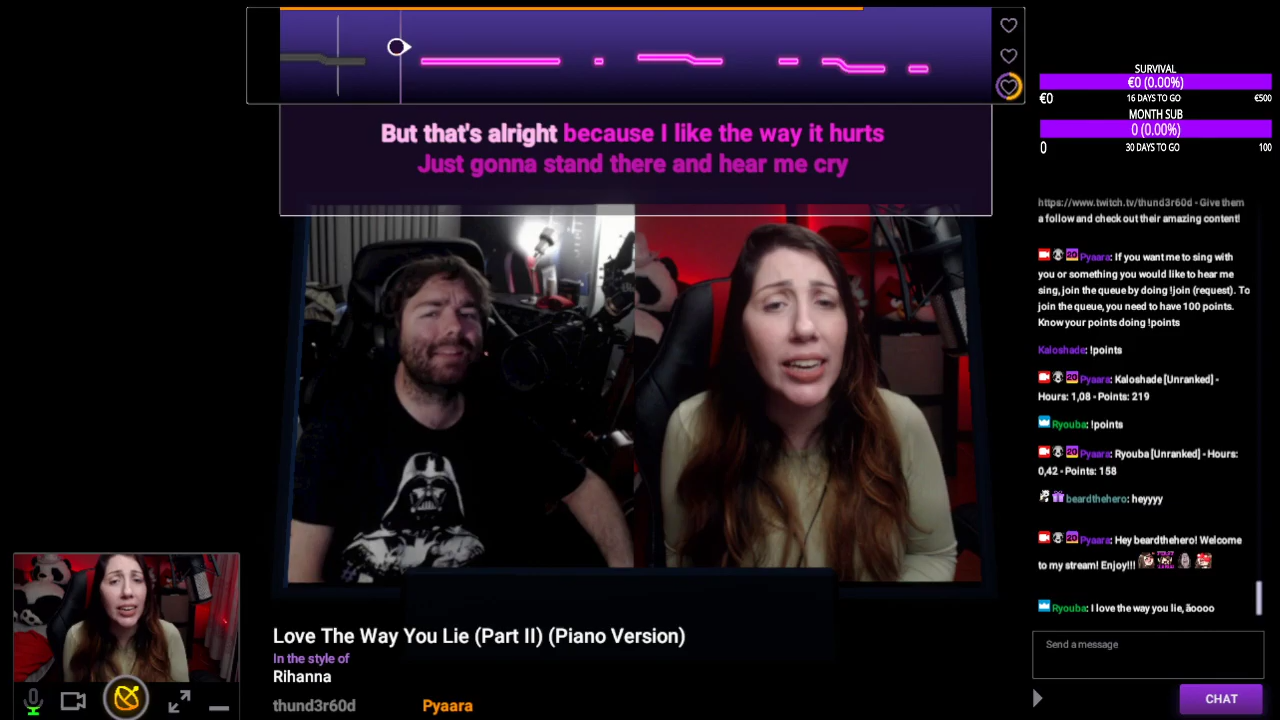 But that's alright because I like the way it hurts
Just gonna stand there and hear me cry
Love The Way You Lie (Part II) (Piano Version)
In the style of
Rihanna
thund3r60d
Pyaara
SURVIVAL
€0 (0.00%)
€0
16 DAYS TO GO
€500
MONTH SUB
0 (0.00%)
0
30 DAYS TO GO
100
https://www.twitch.tv/thund3r60d - Give them
a follow and check out their amazing content!
20 Pyaara: If you want me to sing with
you or something you would like to hear me
sing, join the queue by doing !join (request). To
join the queue, you need to have 100 points.
Know your points doing !points
Kaloshade: !points
20 Pyaara: Kaloshade [Unranked] -
Hours: 1,08 - Points: 219
Ryouba: !points
20 Pyaara: Ryouba [Unranked] - Hours:
0,42 - Points: 158
beardthehero: heyyyy
20 Pyaara: Hey beardthehero! Welcome
to my stream! Enjoy!!!
Ryouba: I love the way you lie, ãoooo
Send a message
CHAT